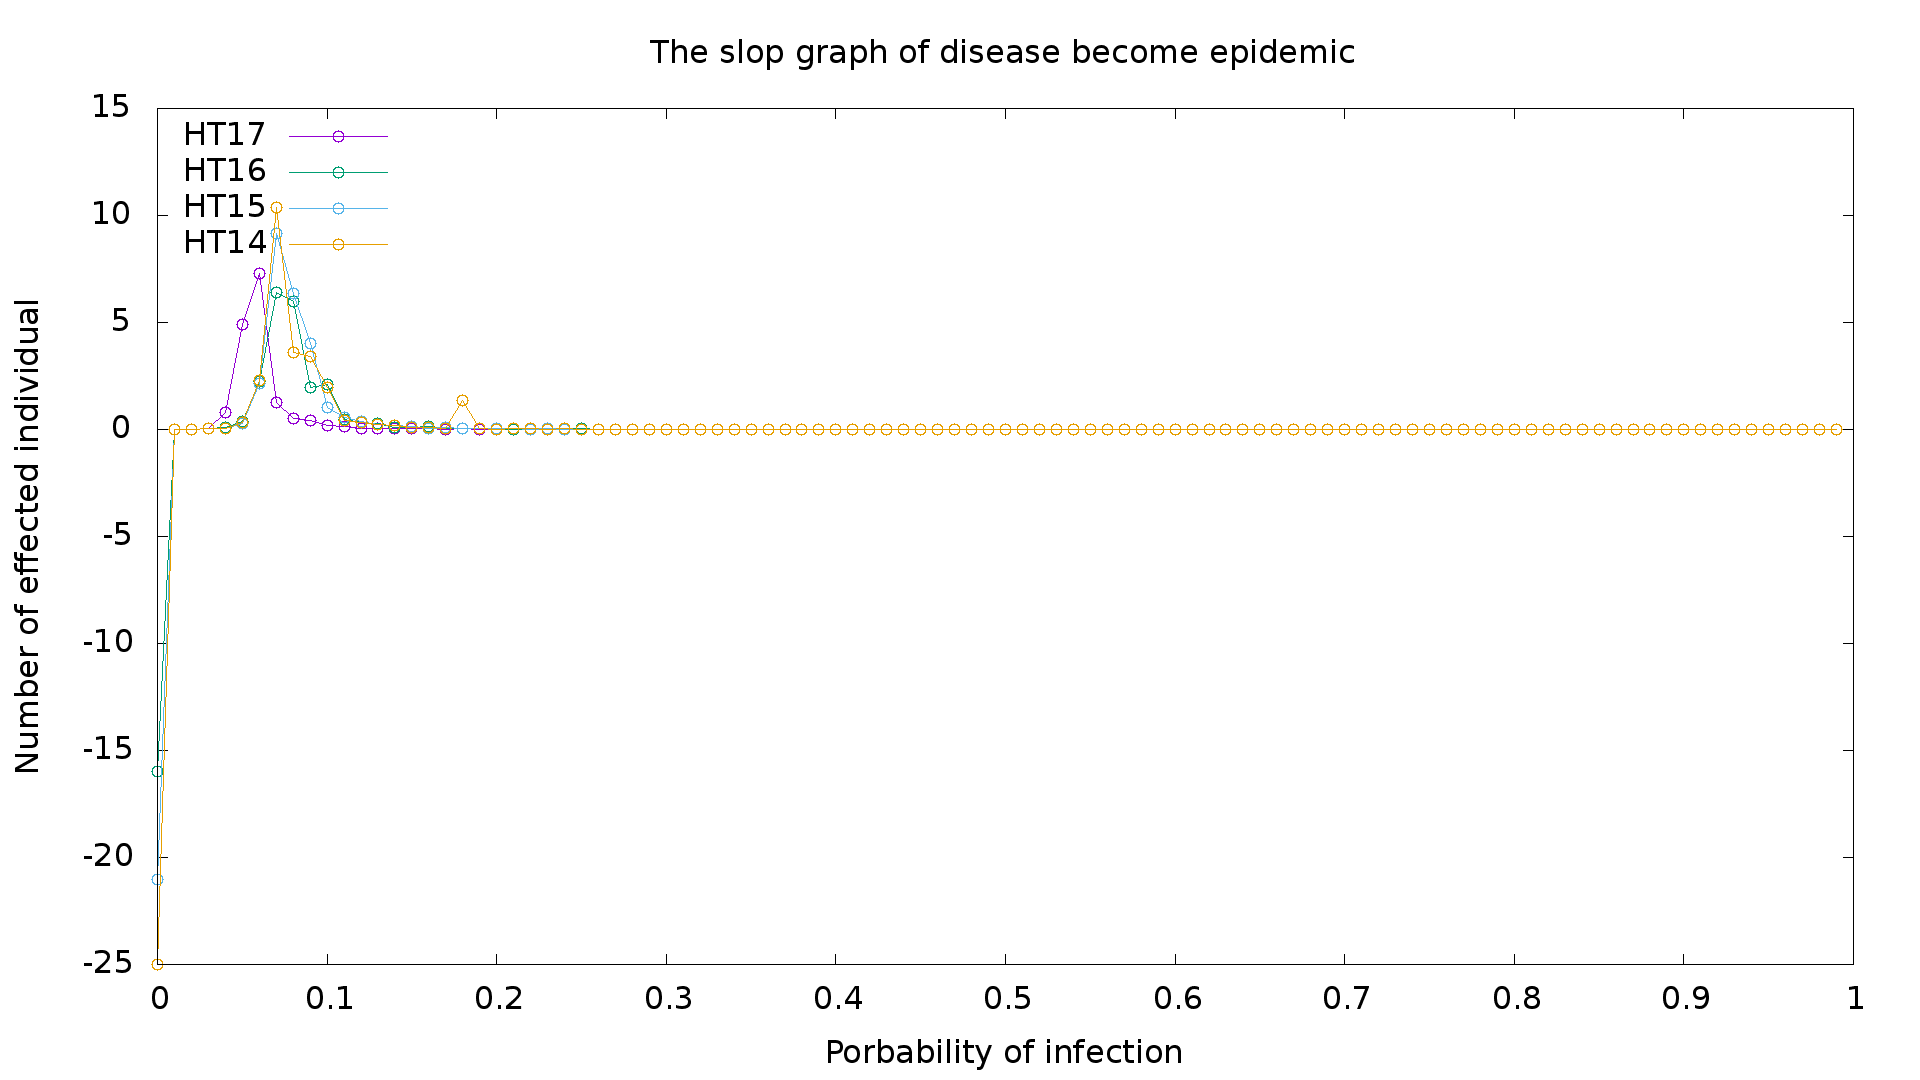 The slop graph of disease become epidemic
15
10
5
0
-5
-10
-15
-20
-25
HT17
HT16
HT15
HT14
Number of effected individual
0 0.1 0.2 0.3 0.4 0.5 0.6 0.7 0.8 0.9 1
Porbability of infection